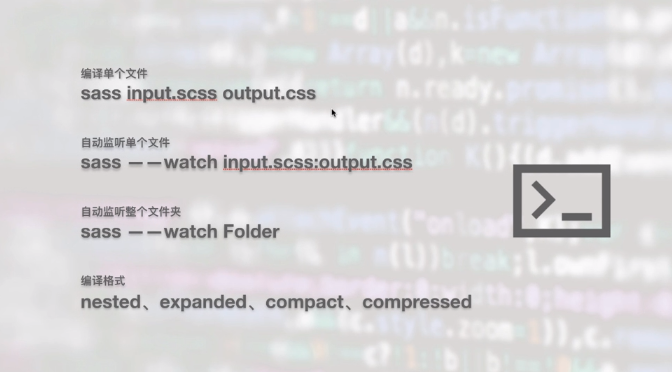 编译单个文件
sass input.scss output.css
自动监听单个文件
sass ——watch input.scss:output.css
自动监听整个文件夹
sass ——watch Folder
编译格式
nested、expanded、compact、compressed